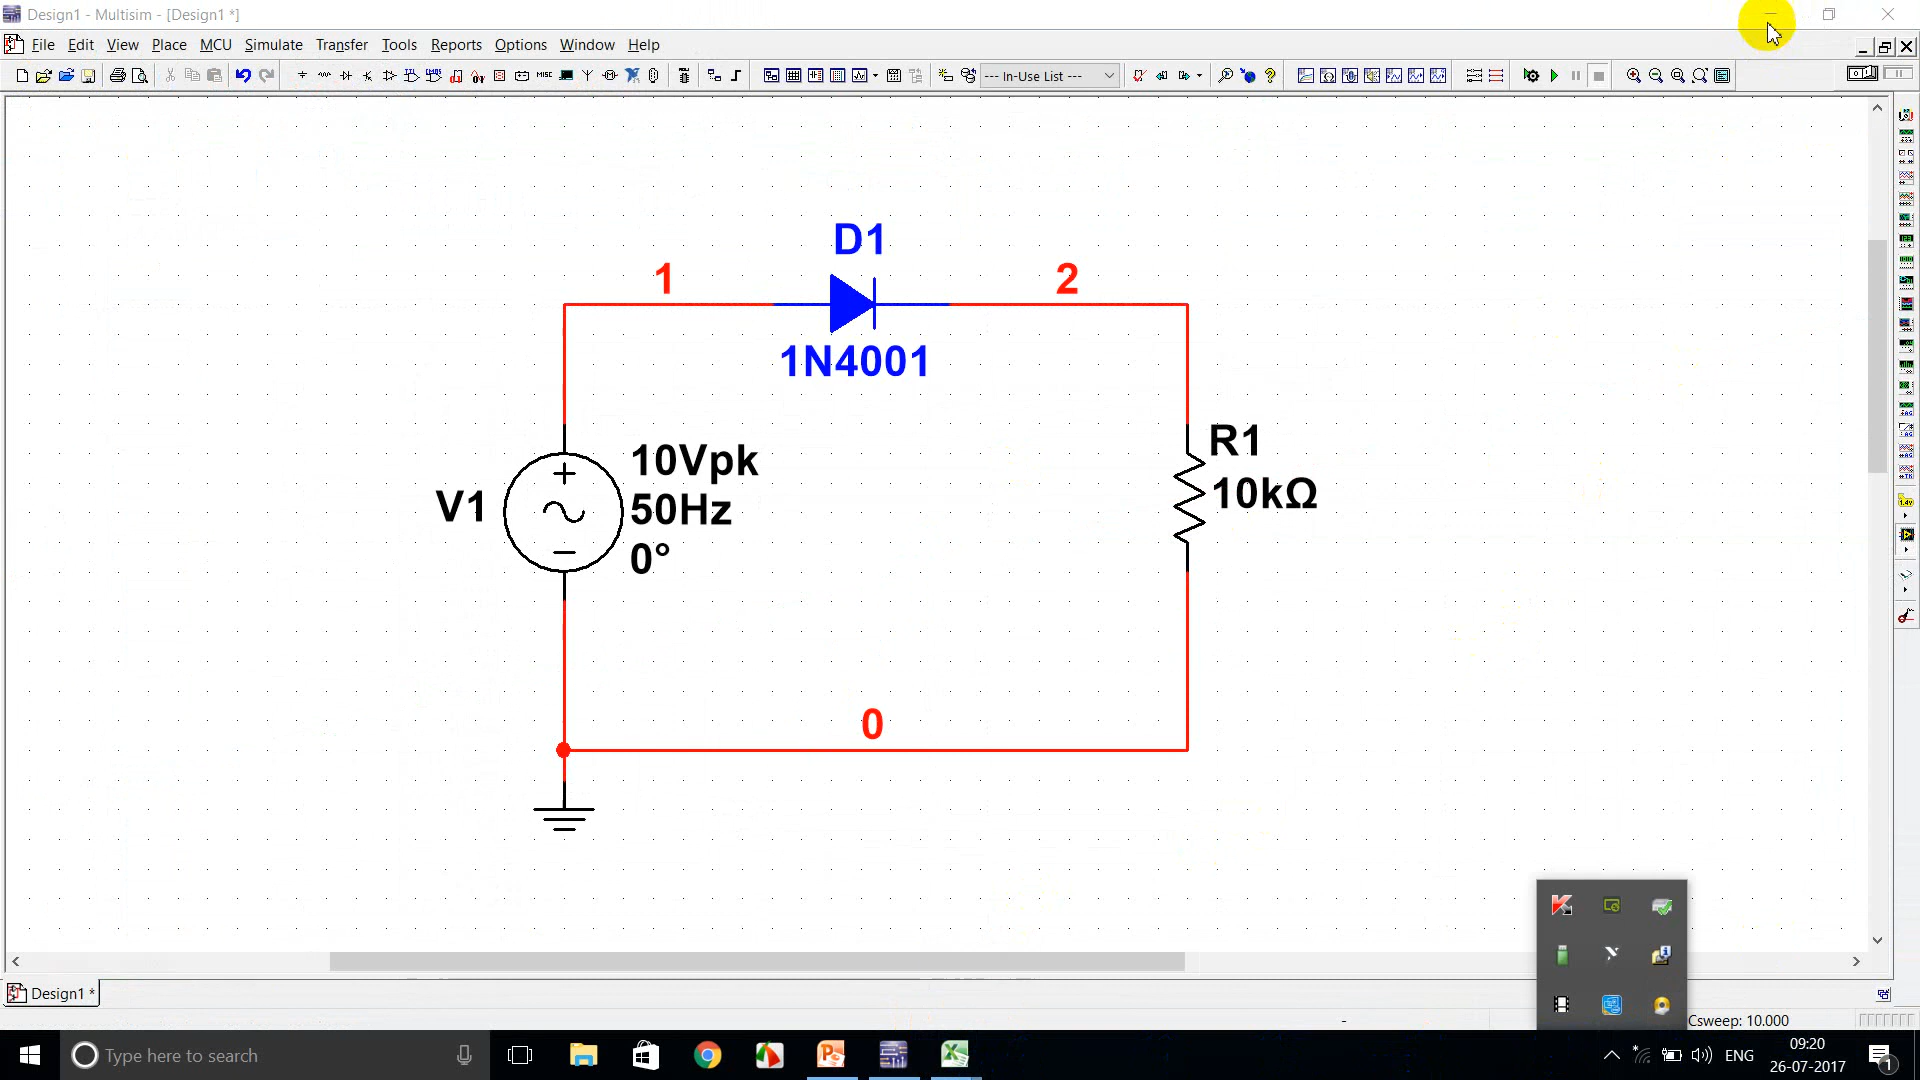 Design1 - Multisim - [Design1 *]
File Edit View Place MCU Simulate Transfer Tools Reports Options Window Help
--- In-Use List ---
D1
1 2
1N4001
R1
10kΩ
10Vpk
V1 50Hz
0°
0
Design1 *
- Csweep: 10.000
Type here to search
ENG
09:20
26-07-2017
1